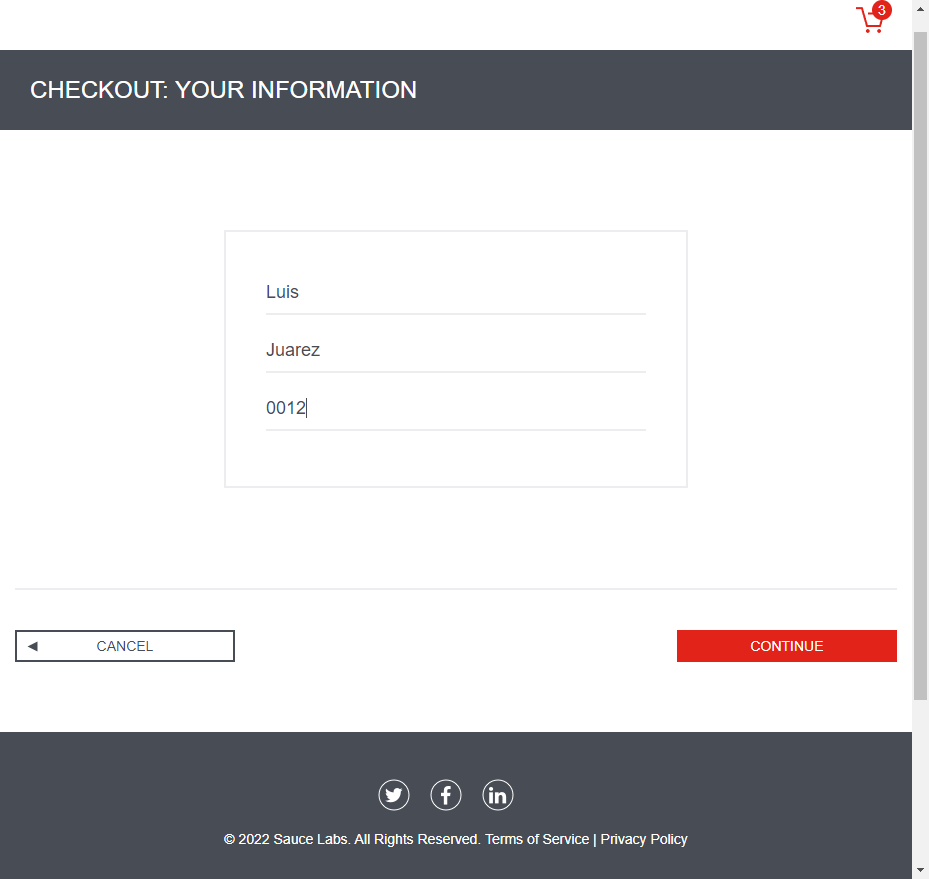 3
CHECKOUT: YOUR INFORMATION
Luis
Juarez
0012
CANCEL
CONTINUE
© 2022 Sauce Labs. All Rights Reserved. Terms of Service | Privacy Policy